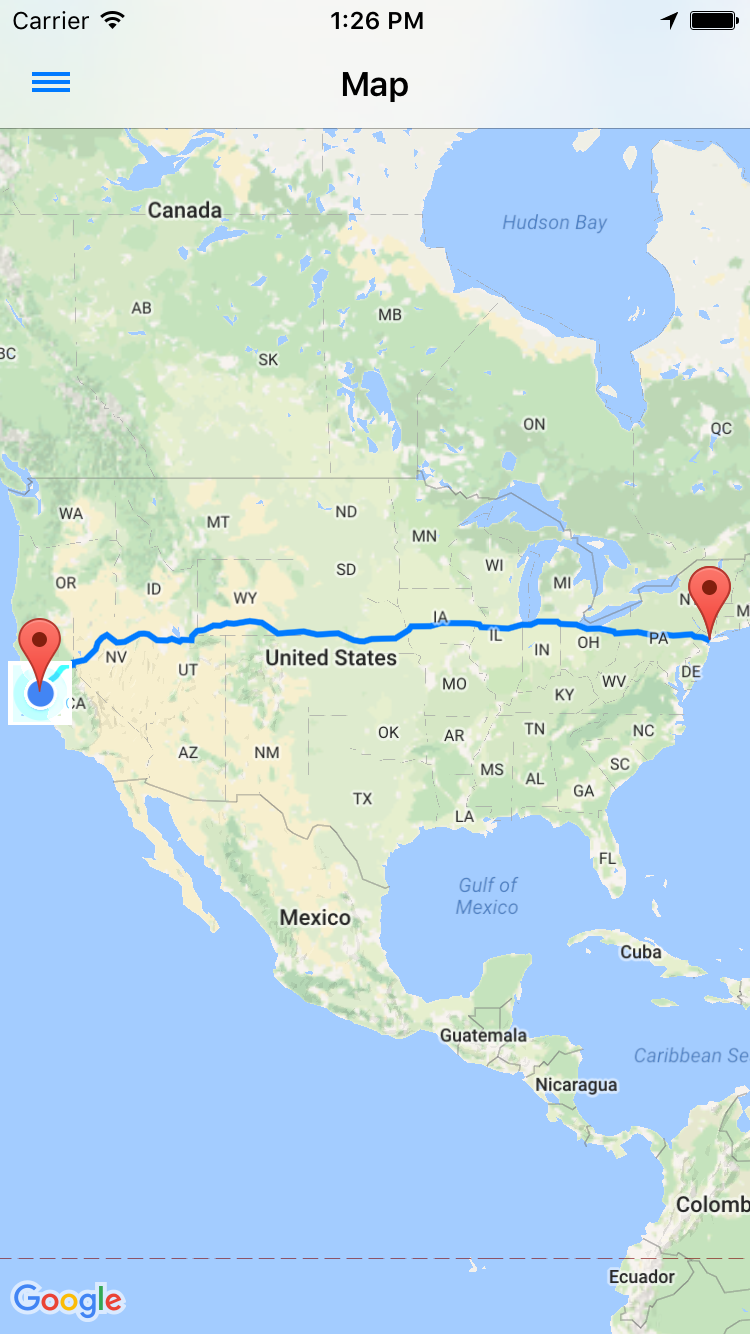 Carrier
1:26 PM
Map
Canada
Hudson Bay
AB
MB
BC
SK
ON
QC
WA
MT
ND
MN
WI
MI
OR
ID
SD
WY
IA
IL
IN
OH
PA
NV
UT
United States
MO
KY
WV
DE
CA
AZ
NM
OK
AR
TN
NC
SC
MS
AL
GA
TX
LA
FL
Gulf of
Mexico
Mexico
Cuba
Guatemala
Caribbean Se
Nicaragua
Colomb
Ecuador
Google